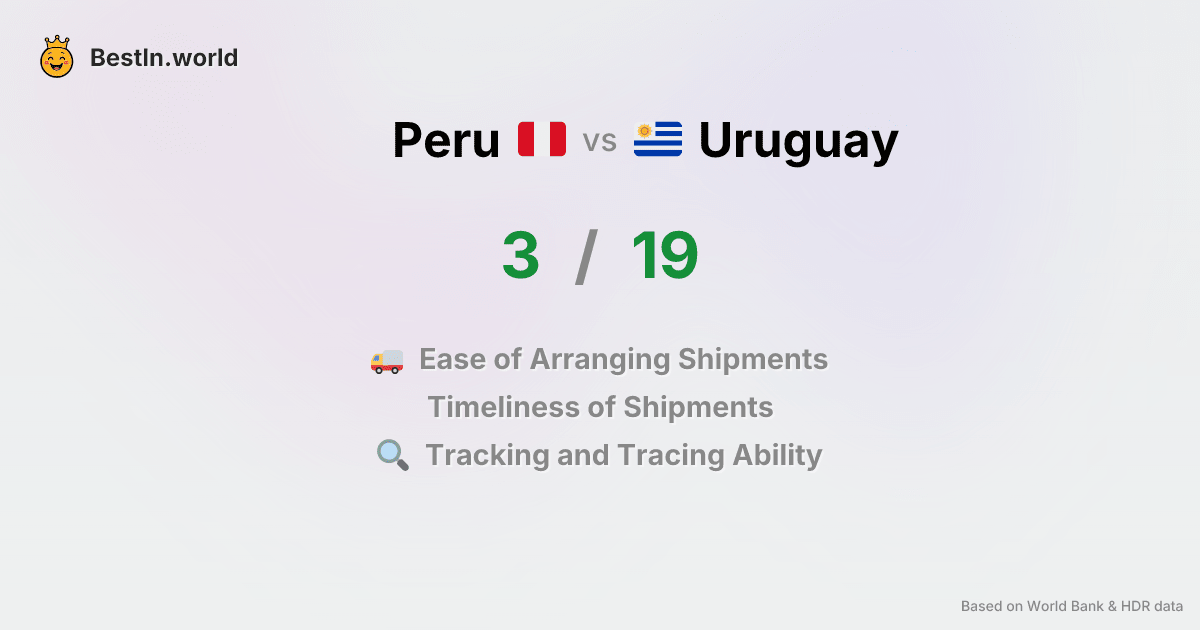 BestIn.world
Peru vs Uruguay
3 / 19
Ease of Arranging Shipments
Timeliness of Shipments
Tracking and Tracing Ability
Based on World Bank & HDR data